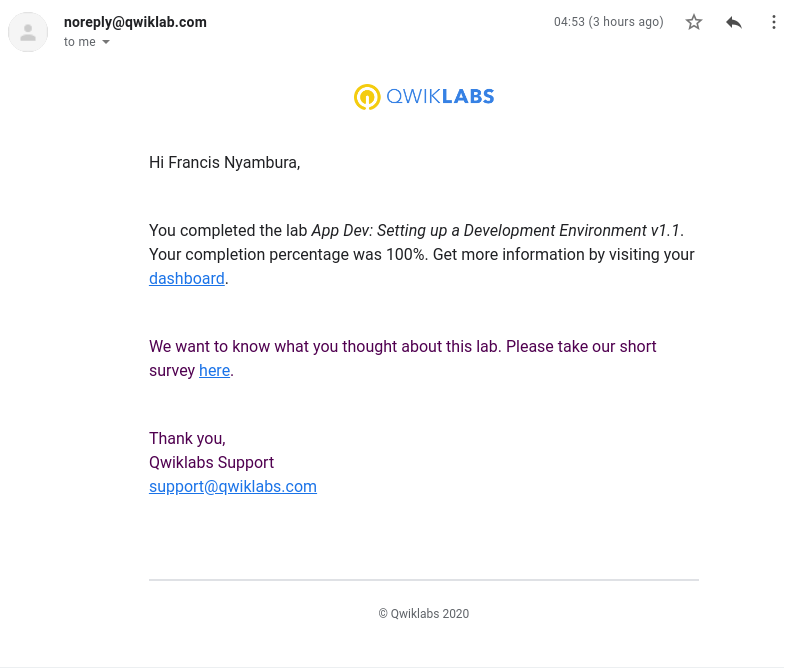 noreply@qwiklab.com
04:53 (3 hours ago)
to me
QWIKLABS
Hi Francis Nyambura,
You completed the lab App Dev: Setting up a Development Environment v1.1.
Your completion percentage was 100%. Get more information by visiting your
dashboard.
We want to know what you thought about this lab. Please take our short
survey here.
Thank you,
Qwiklabs Support
support@qwiklabs.com
© Qwiklabs 2020